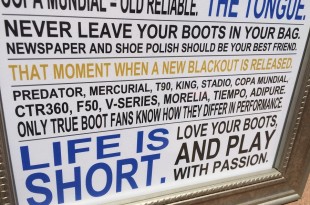 COPA MUNDIAL – OLD RELIABLE. THE TONGUE.
NEVER LEAVE YOUR BOOTS IN YOUR BAG.
NEWSPAPER AND SHOE POLISH SHOULD BE YOUR BEST FRIEND.
THAT MOMENT WHEN A NEW BLACKOUT IS RELEASED.
PREDATOR, MERCURIAL, T90, KING, STADIO, COPA MUNDIAL,
CTR360, F50, V-SERIES, MORELIA, TIEMPO, ADIPURE.
ONLY TRUE BOOT FANS KNOW HOW THEY DIFFER IN PERFORMANCE.
LIFE IS
SHORT.
LOVE YOUR BOOTS,
AND PLAY
WITH PASSION.